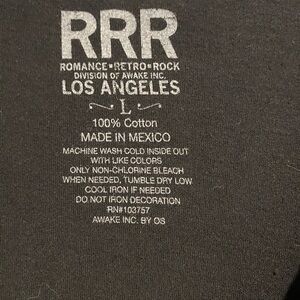 RRR
ROMANCE▪RETRO▪ROCK
DIVISION OF AWAKE INC.
LOS ANGELES
L
100% Cotton
MADE IN MEXICO
MACHINE WASH COLD INSIDE OUT
WITH LIKE COLORS
ONLY NON-CHLORINE BLEACH
WHEN NEEDED, TUMBLE DRY LOW
COOL IRON IF NEEDED
DO NOT IRON DECORATION
RN#103757
AWAKE INC. BY OS